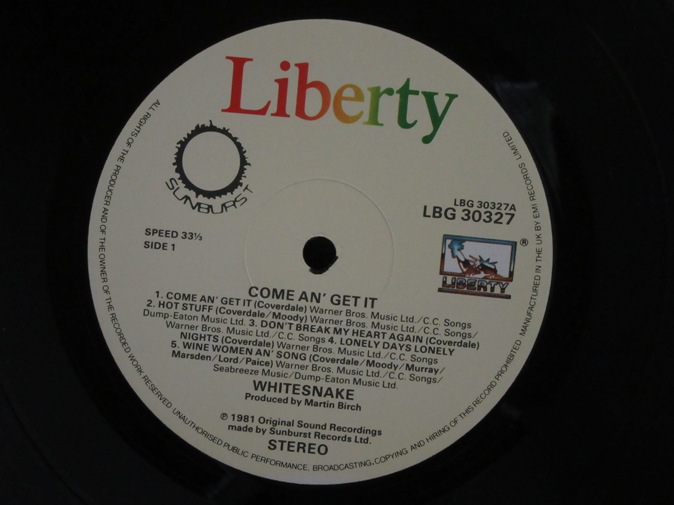 Liberty
SUNBURST
LBG 30327A
LBG 30327
SPEED 33⅓
SIDE 1
®
LIBERTY
COME AN' GET IT
1. COME AN' GET IT (Coverdale) Warner Bros. Music Ltd./C.C. Songs
2. HOT STUFF (Coverdale/Moody) Warner Bros. Music Ltd./C.C. Songs/
Dump-Eaton Music Ltd. 3. DON'T BREAK MY HEART AGAIN (Coverdale)
Warner Bros. Music Ltd./C.C. Songs 4. LONELY DAYS LONELY
NIGHTS (Coverdale) Warner Bros. Music Ltd./C.C. Songs
5. WINE WOMEN AN' SONG (Coverdale/Moody/Murray/
Marsden/Lord/Paice) Warner Bros. Music Ltd./C.C. Songs/
Seabreeze Music/Dump-Eaton Music Ltd.
WHITESNAKE
Produced by Martin Birch
℗ 1981 Original Sound Recordings
made by Sunburst Records Ltd.
STEREO
ALL RIGHTS OF THE PRODUCER AND OF THE OWNER OF THE RECORDED WORK RESERVED UNAUTHORISED PUBLIC PERFORMANCE, BROADCASTING, COPYING AND HIRING OF THIS RECORD PROHIBITED MANUFACTURED IN THE UK BY EMI RECORDS LIMITED